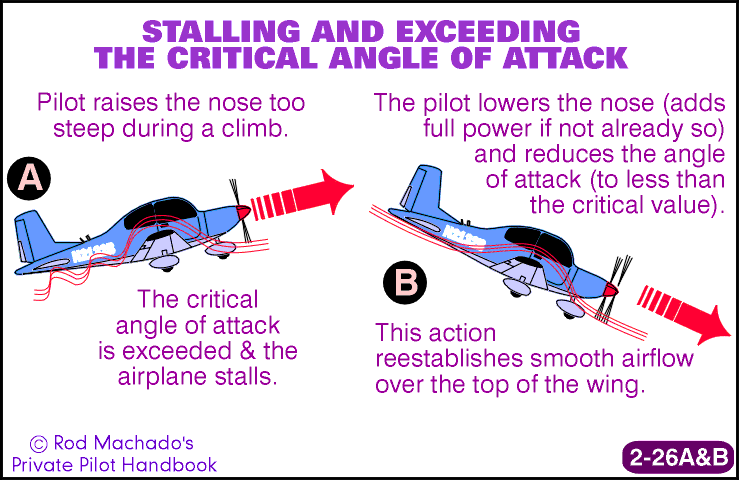 STALLING AND EXCEEDING
THE CRITICAL ANGLE OF ATTACK
Pilot raises the nose too
steep during a climb.
A
The critical
angle of attack
is exceeded & the
airplane stalls.
The pilot lowers the nose (adds
full power if not already so)
and reduces the angle
of attack (to less than
the critical value).
B
This action
reestablishes smooth airflow
over the top of the wing.
© Rod Machado's
Private Pilot Handbook
2-26A&B